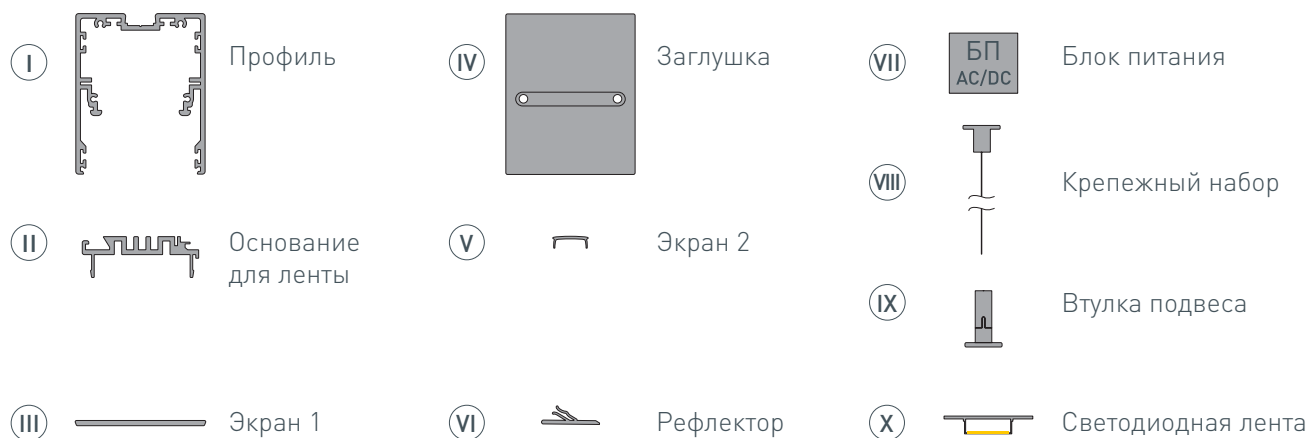 I
Профиль
II
Основание
для ленты
III
Экран 1
IV
Заглушка
V
Экран 2
VI
Рефлектор
VII
БП
AC/DC
Блок питания
VIII
Крепежный набор
IX
Втулка подвеса
X
Светодиодная лента